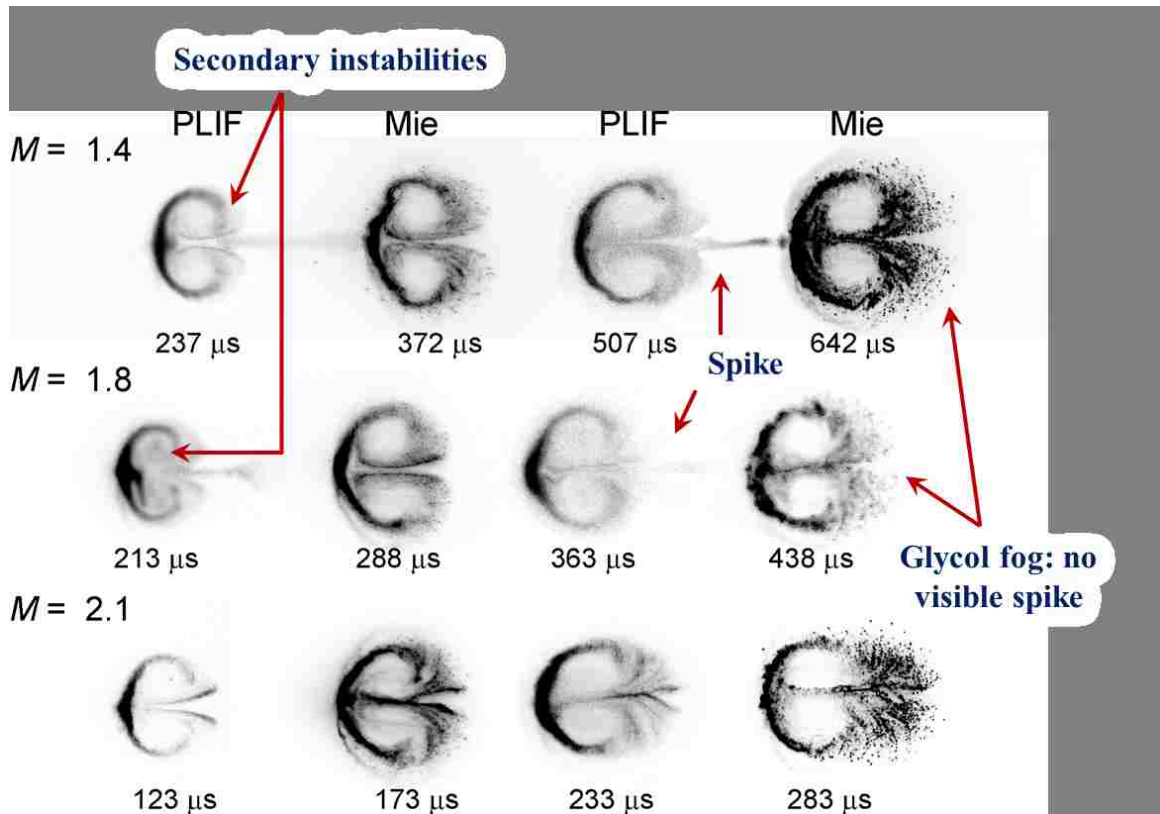 Secondary instabilities
PLIF Mie PLIF Mie
M = 1.4
237 μs 372 μs 507 μs 642 μs
Spike
M = 1.8
213 μs 288 μs 363 μs 438 μs
Glycol fog: no
visible spike
M = 2.1
123 μs 173 μs 233 μs 283 μs